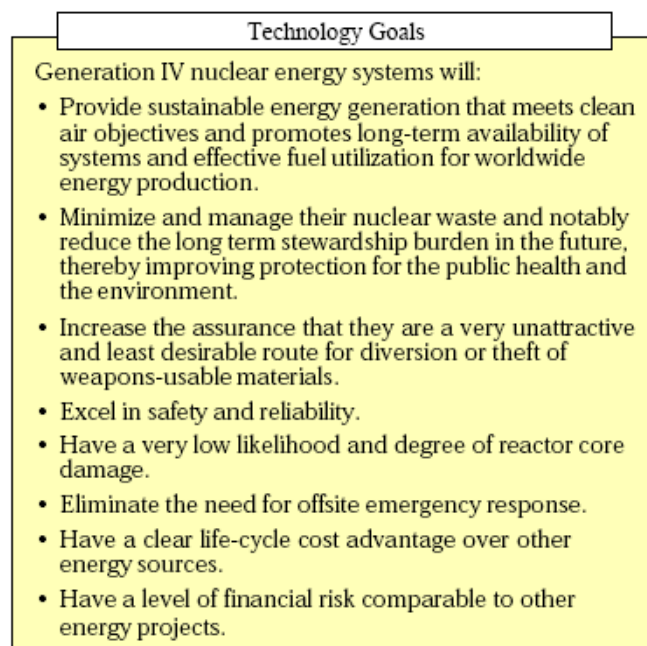 Technology Goals
Generation IV nuclear energy systems will:
• Provide sustainable energy generation that meets clean
air objectives and promotes long-term availability of
systems and effective fuel utilization for worldwide
energy production.
• Minimize and manage their nuclear waste and notably
reduce the long term stewardship burden in the future,
thereby improving protection for the public health and
the environment.
• Increase the assurance that they are a very unattractive
and least desirable route for diversion or theft of
weapons-usable materials.
• Excel in safety and reliability.
• Have a very low likelihood and degree of reactor core
damage.
• Eliminate the need for offsite emergency response.
• Have a clear life-cycle cost advantage over other
energy sources.
• Have a level of financial risk comparable to other
energy projects.